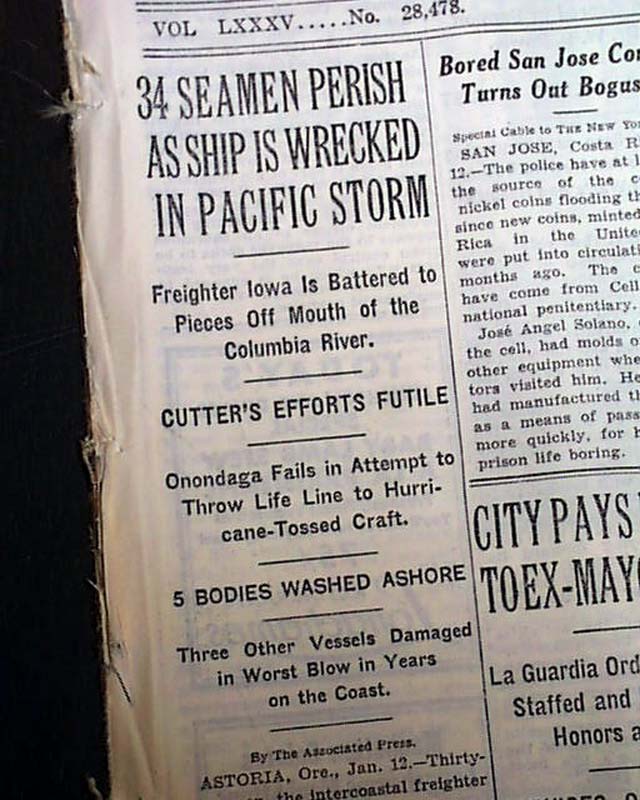 VOL LXXXV.....No. 28,478.
34 SEAMEN PERISH
AS SHIP IS WRECKED
IN PACIFIC STORM
Freighter Iowa Is Battered to
Pieces Off Mouth of the
Columbia River.
CUTTER'S EFFORTS FUTILE
Onondaga Fails in Attempt to
Throw Life Line to Hurri-
cane-Tossed Craft.
5 BODIES WASHED ASHORE
Three Other Vessels Damaged
in Worst Blow in Years
on the Coast.
By The Associated Press.
ASTORIA, Ore., Jan. 12.—Thirty-
the intercoastal freighter
Bored San Jose Con
Turns Out Bogus
Special Cable to THE NEW YO
SAN JOSE, Costa R
12.—The police have at l
the source of the c
nickel coins flooding th
since new coins, minted
Rica in the Unite
were put into circulati
months ago. The c
have come from Cell
national penitentiary.
José Angel Solano,
the cell, had molds o
other equipment whe
tors visited him. He
had manufactured th
as a means of pass
more quickly, for h
prison life boring.
CITY PAYS
TO EX-MAYO
La Guardia Ord
Staffed and
Honors a